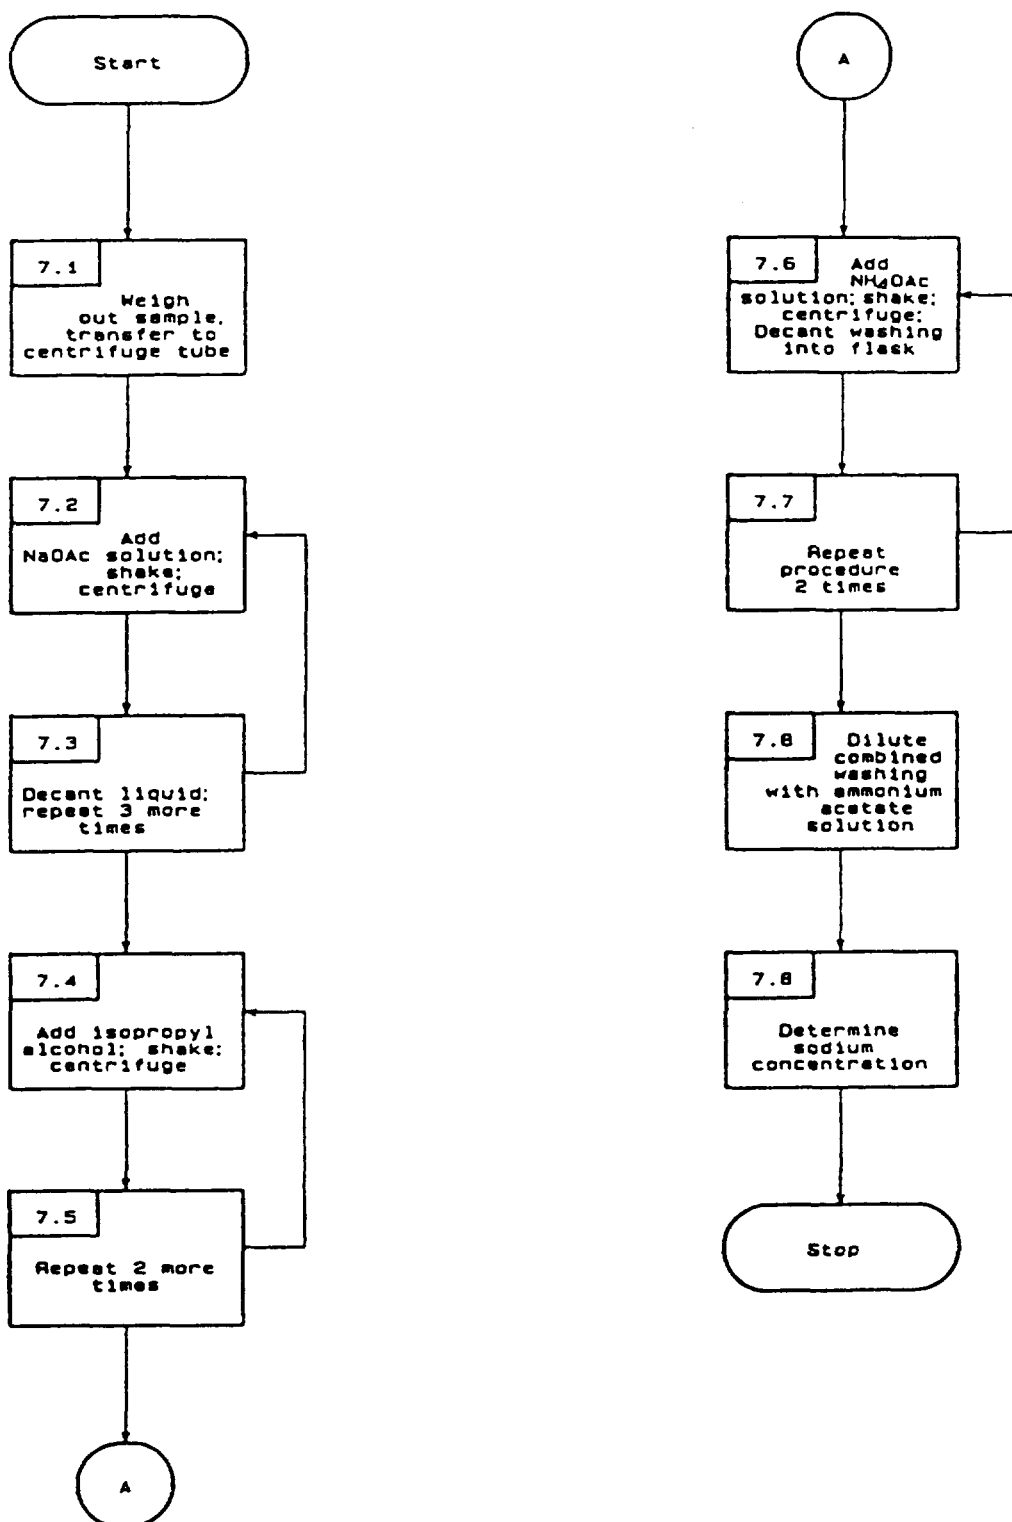 Start
7.1
Weigh
out sample,
transfer to
centrifuge tube
7.2
Add
NaOAc solution;
shake;
centrifuge
7.3
Decant liquid;
repeat 3 more
times
7.4
Add isopropyl
alcohol; shake;
centrifuge
7.5
Repeat 2 more
times
A
A
7.6
Add
NH4OAc
solution; shake;
centrifuge;
Decant washing
into flask
7.7
Repeat
procedure
2 times
7.8
Dilute
combined
washing
with ammonium
acetate
solution
7.8
Determine
sodium
concentration
Stop